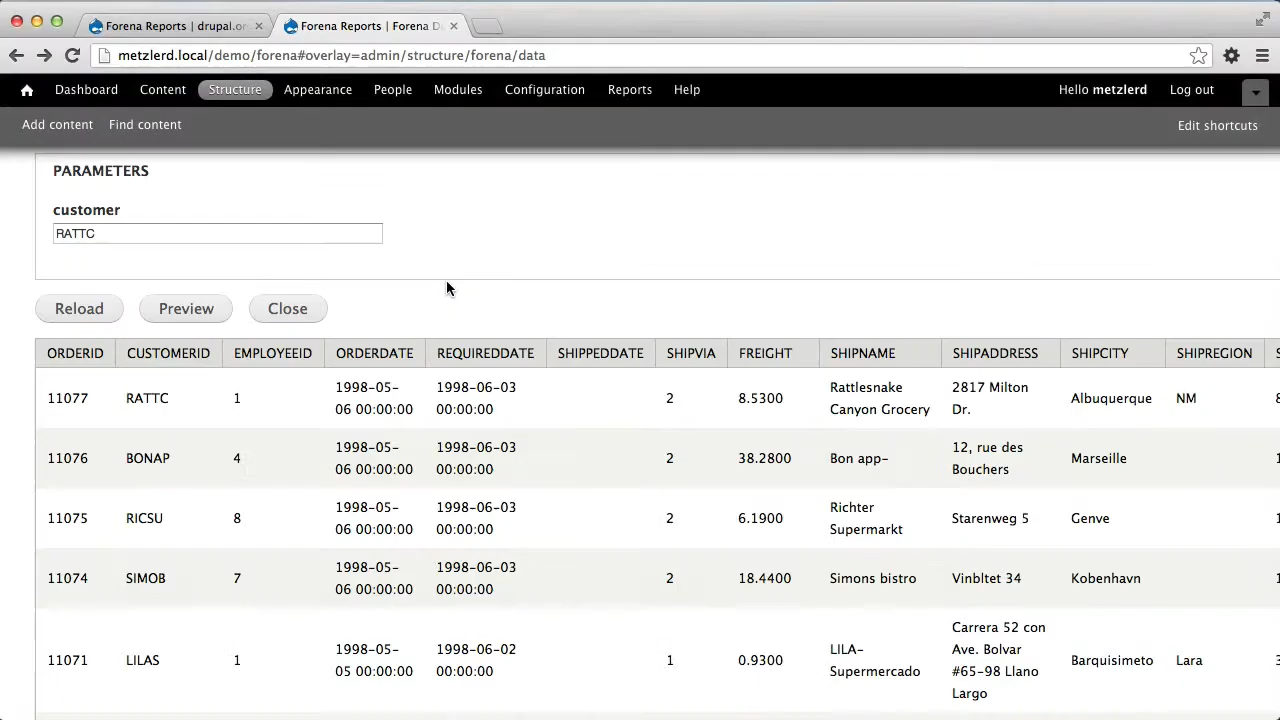 Forena Reports | drupal.or
Forena Reports | Forena D
metzlerd.local/demo/forena#overlay=admin/structure/forena/data
Dashboard Content Structure Appearance People Modules Configuration Reports Help Hello metzlerd Log out
Add content Find content Edit shortcuts
PARAMETERS
customer
RATTC
Reload Preview Close
ORDERID CUSTOMERID EMPLOYEEID ORDERDATE REQUIREDDATE SHIPPEDDATE SHIPVIA FREIGHT SHIPNAME SHIPADDRESS SHIPCITY SHIPREGION
11077 RATTC 1 1998-05-06 00:00:00 1998-06-03 00:00:00 2 8.5300 Rattlesnake Canyon Grocery 2817 Milton Dr. Albuquerque NM
11076 BONAP 4 1998-05-06 00:00:00 1998-06-03 00:00:00 2 38.2800 Bon app- 12, rue des Bouchers Marseille
11075 RICSU 8 1998-05-06 00:00:00 1998-06-03 00:00:00 2 6.1900 Richter Supermarkt Starenweg 5 Genve
11074 SIMOB 7 1998-05-06 00:00:00 1998-06-03 00:00:00 2 18.4400 Simons bistro Vinbltet 34 Kobenhavn
11071 LILAS 1 1998-05-05 00:00:00 1998-06-02 00:00:00 1 0.9300 LILA-Supermercado Carrera 52 con Ave. Bolvar #65-98 Llano Largo Barquisimeto Lara